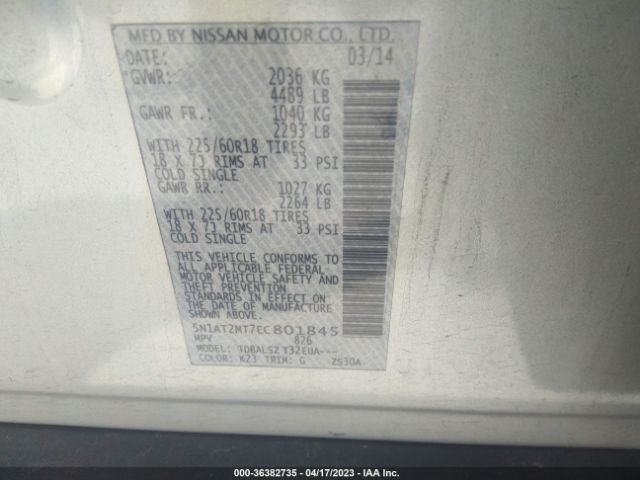 MFD BY NISSAN MOTOR CO., LTD.
DATE: 03/14
GVWR: 2036 KG
4489 LB
GAWR FR.: 1040 KG
2293 LB
WITH 225/60R18 TIRES
18 X 7J RIMS AT 33 PSI
COLD SINGLE
GAWR RR.: 1027 KG
2264 LB
WITH 225/60R18 TIRES
18 X 7J RIMS AT 33 PSI
COLD SINGLE
THIS VEHICLE CONFORMS TO
ALL APPLICABLE FEDERAL
MOTOR VEHICLE SAFETY AND
THEFT PREVENTION
STANDARDS IN EFFECT ON
THE DATE OF MANUFACTURE
SHOWN ABOVE.
5N1AT2MT7EC801845
MPV 826
MODEL: TDBALSZ T32EUA---
COLOR: K23 TRIM: G 2S30A
000-36382735 - 04/17/2023 - IAA Inc.